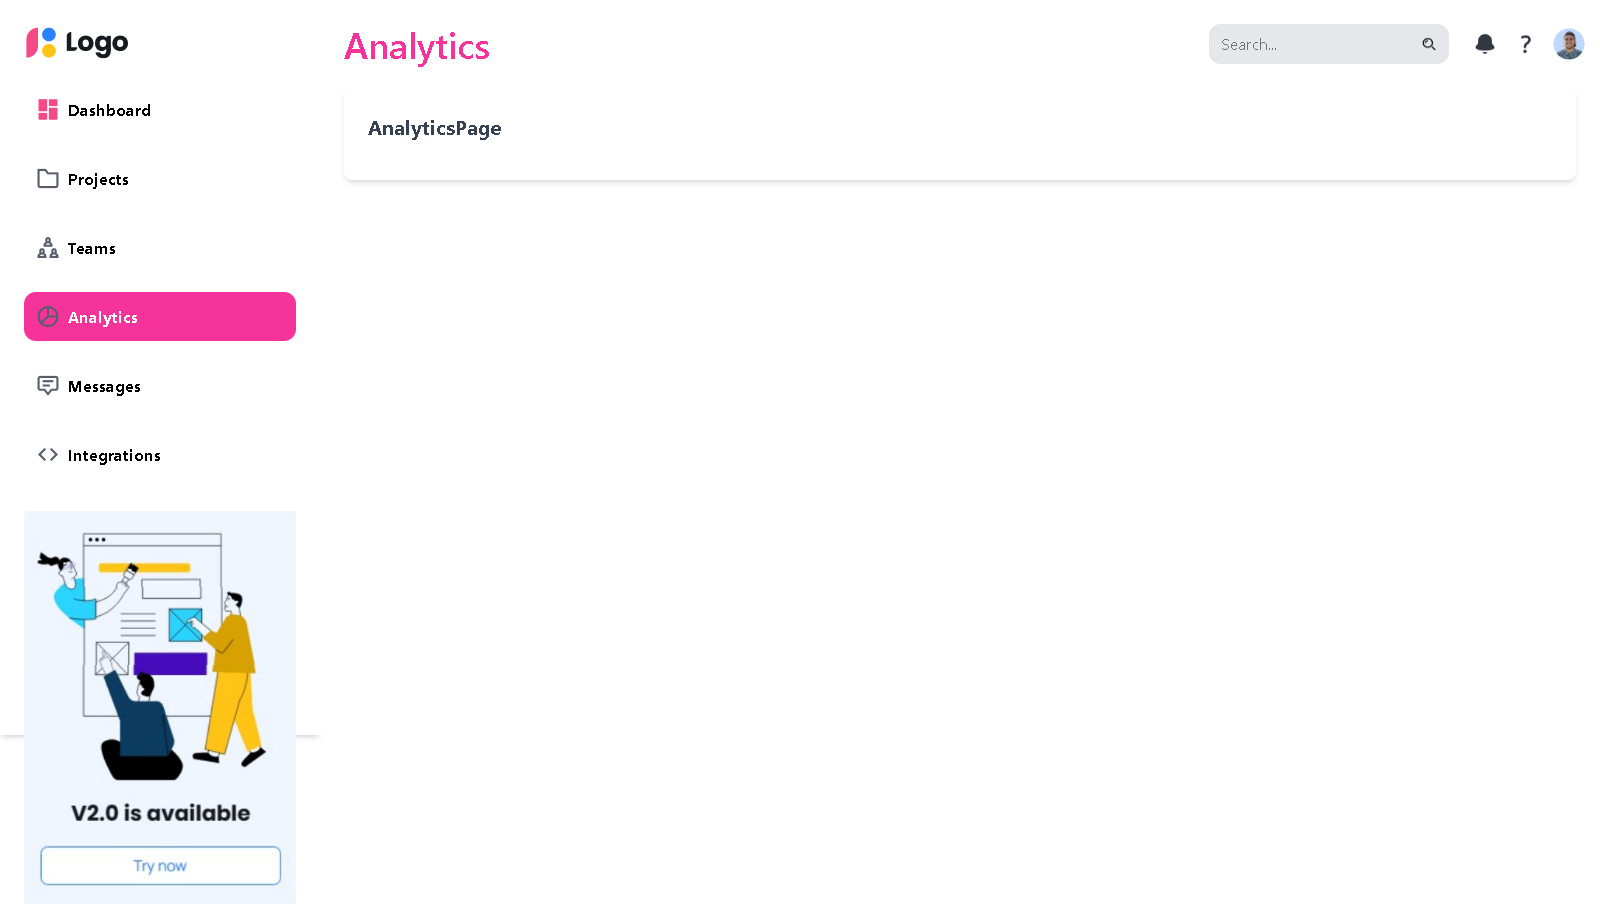 Logo
Analytics
Search...
?
Dashboard
AnalyticsPage
Projects
Teams
Analytics
Messages
Integrations
V2.0 is available
Try now